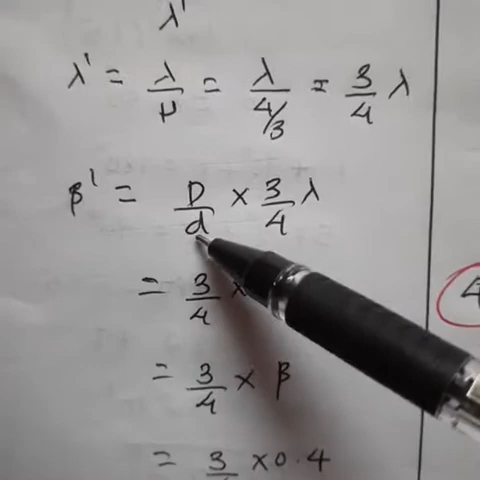 λ'
λ' = λ/μ = λ/(4/3) = 3/4 λ
β' = D/d × 3/4 λ
= 3/4 ×
= 3/4 × β
= 3/ × 0.4
4